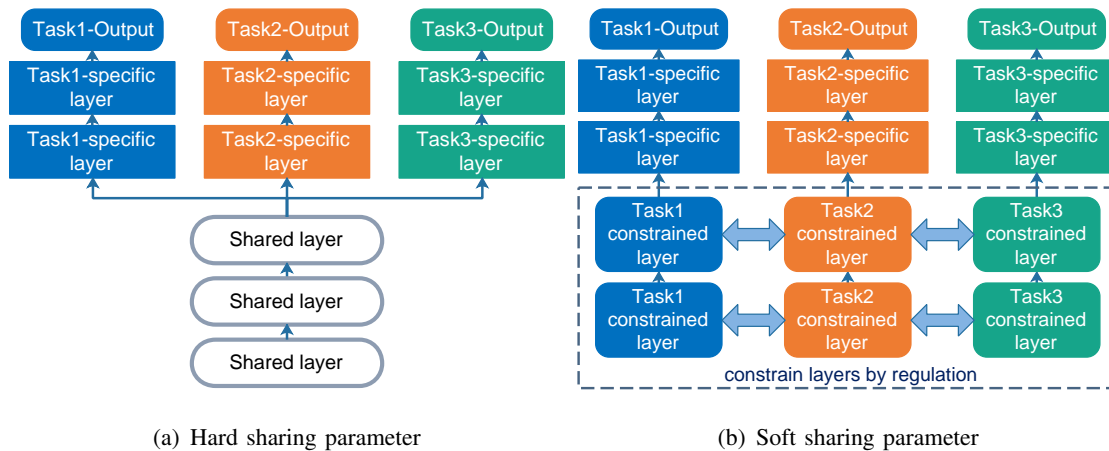 Task1-Output
Task2-Output
Task3-Output
Task1-specific
layer
Task2-specific
layer
Task3-specific
layer
Task1-specific
layer
Task2-specific
layer
Task3-specific
layer
Shared layer
Shared layer
Shared layer
(a) Hard sharing parameter
Task1-Output
Task2-Output
Task3-Output
Task1-specific
layer
Task2-specific
layer
Task3-specific
layer
Task1-specific
layer
Task2-specific
layer
Task3-specific
layer
Task1
constrained
layer
Task2
constrained
layer
Task3
constrained
layer
Task1
constrained
layer
Task2
constrained
layer
Task3
constrained
layer
constrain layers by regulation
(b) Soft sharing parameter